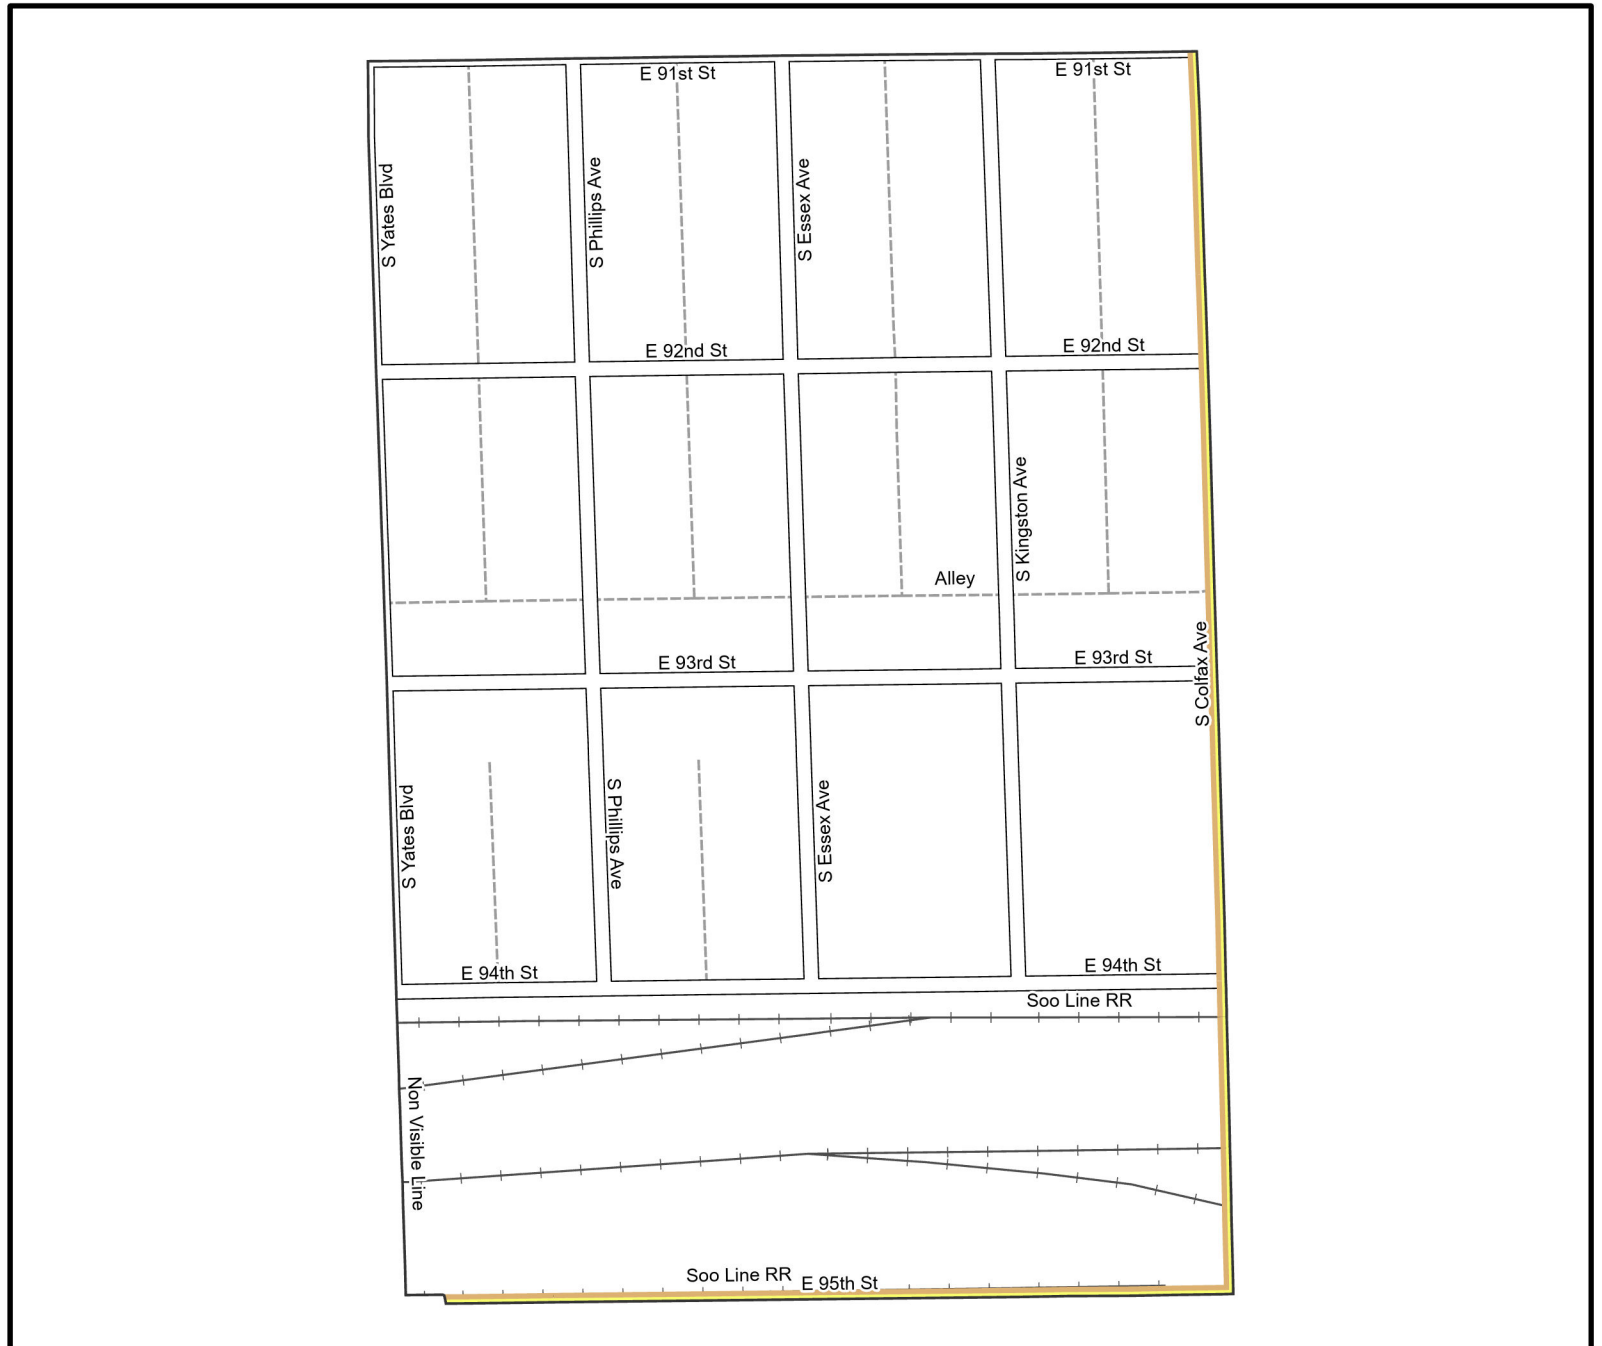 E 91st St
E 91st St
S Yates Blvd
S Phillips Ave
S Essex Ave
E 92nd St
E 92nd St
S Kingston Ave
Alley
E 93rd St
E 93rd St
S Colfax Ave
S Yates Blvd
S Phillips Ave
S Essex Ave
E 94th St
E 94th St
Soo Line RR
Non Visible Line
Soo Line RR
E 95th St